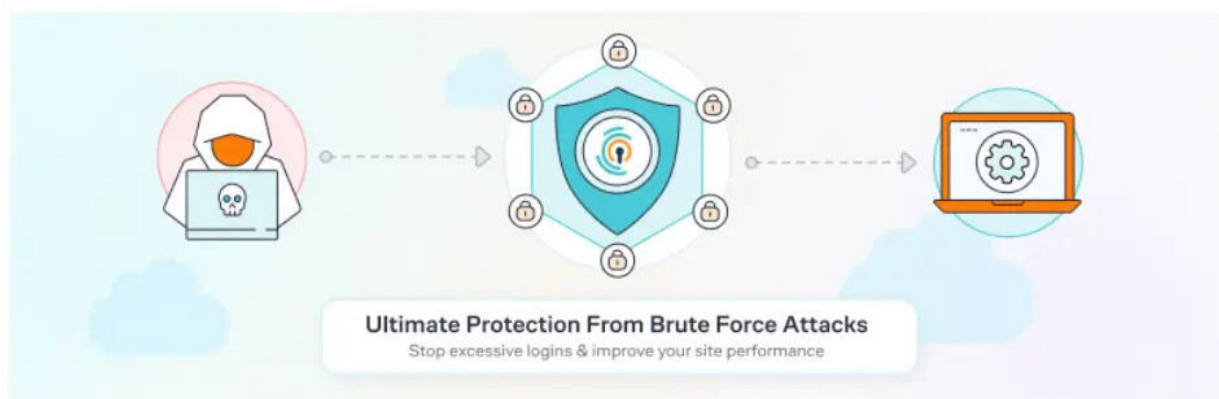 Ultimate Protection From Brute Force Attacks
Stop excessive logins & improve your site performance